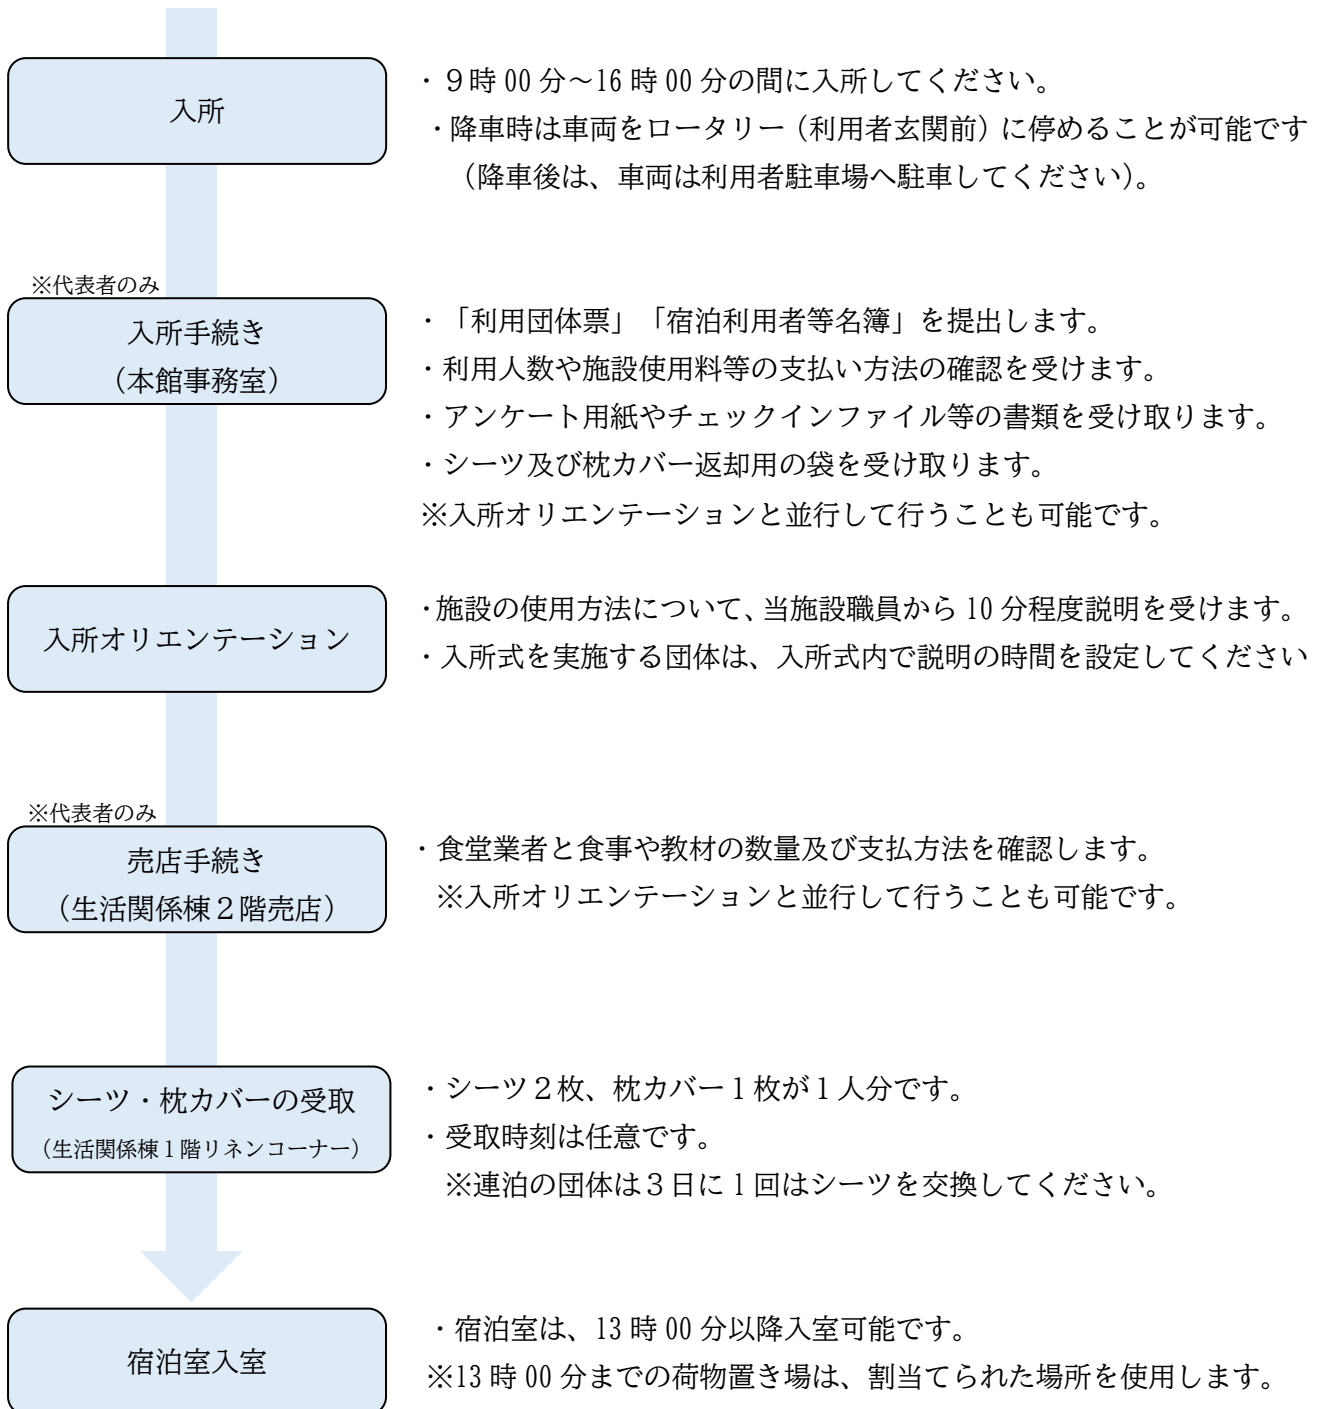 入所
・９時 00 分～16 時 00 分の間に入所してください。
・降車時は車両をロータリー（利用者玄関前）に停めることが可能です
（降車後は、車両は利用者駐車場へ駐車してください）。
※代表者のみ
入所手続き
（本館事務室）
・「利用団体票」「宿泊利用者等名簿」を提出します。
・利用人数や施設使用料等の支払い方法の確認を受けます。
・アンケート用紙やチェックインファイル等の書類を受け取ります。
・シーツ及び枕カバー返却用の袋を受け取ります。
※入所オリエンテーションと並行して行うことも可能です。
入所オリエンテーション
・施設の使用方法について、当施設職員から 10 分程度説明を受けます。
・入所式を実施する団体は、入所式内で説明の時間を設定してください
※代表者のみ
売店手続き
（生活関係棟２階売店）
・食堂業者と食事や教材の数量及び支払方法を確認します。
※入所オリエンテーションと並行して行うことも可能です。
シーツ・枕カバーの受取
（生活関係棟１階リネンコーナー）
・シーツ２枚、枕カバー１枚が１人分です。
・受取時刻は任意です。
※連泊の団体は３日に１回はシーツを交換してください。
宿泊室入室
・宿泊室は、13 時 00 分以降入室可能です。
※13 時 00 分までの荷物置き場は、割当てられた場所を使用します。